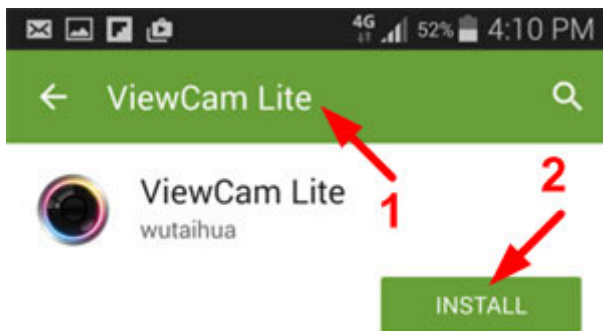 4G 52% 4:10 PM
ViewCam Lite
1
ViewCam Lite
2
wutaihua
INSTALL